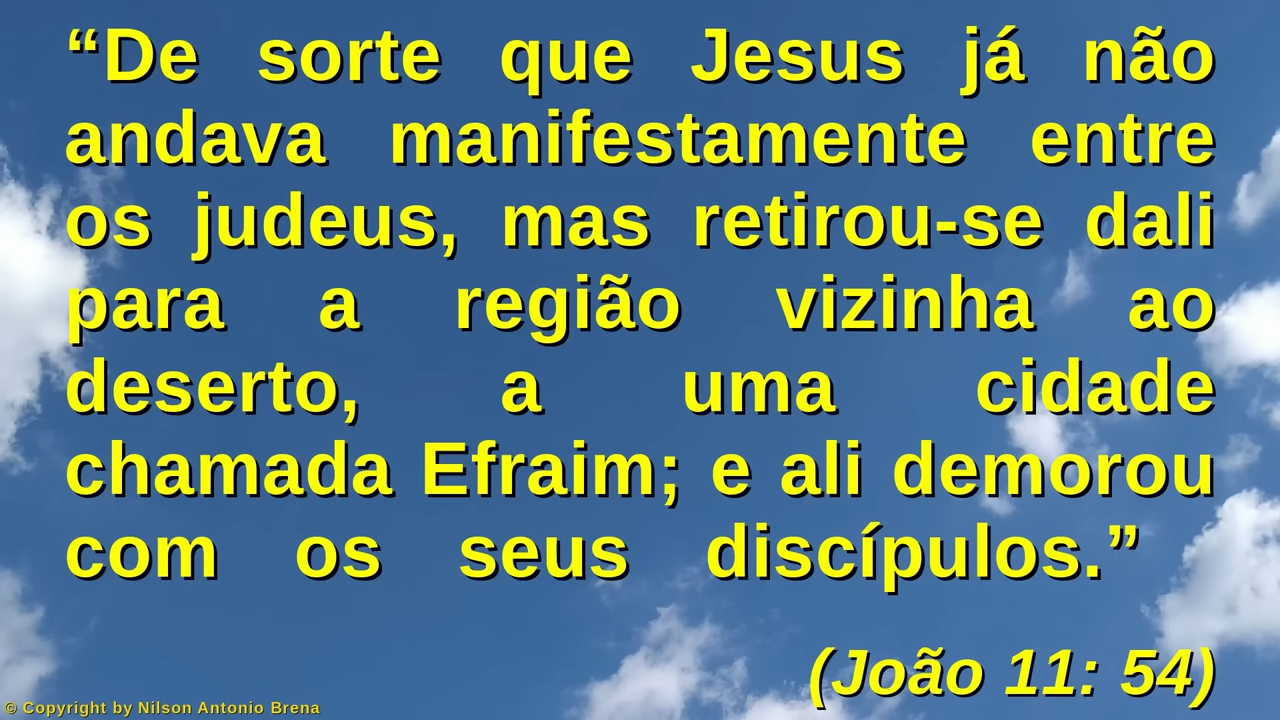 “De sorte que Jesus já não
andava manifestamente entre
os judeus, mas retirou-se dali
para a região vizinha ao
deserto, a uma cidade
chamada Efraim; e ali demorou
com os seus discípulos.”
(João 11: 54)
© Copyright by Nilson Antonio Brena